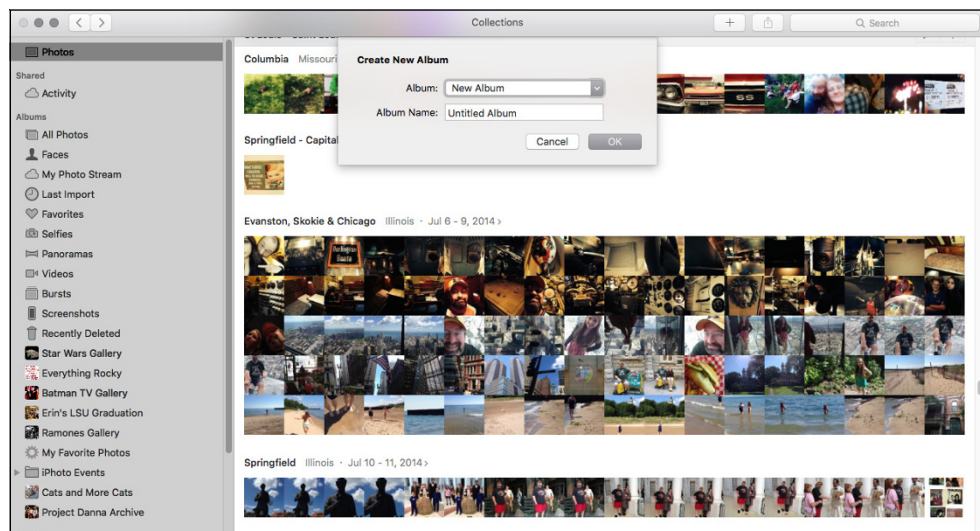 Collections
Search
Photos
Shared
Activity
Albums
All Photos
Faces
My Photo Stream
Last Import
Favorites
Selfies
Panoramas
Videos
Bursts
Screenshots
Recently Deleted
Star Wars Gallery
Everything Rocky
Batman TV Gallery
Erin's LSU Graduation
Ramones Gallery
My Favorite Photos
iPhoto Events
Cats and More Cats
Project Danna Archive
Columbia Missouri
Create New Album
Album: New Album
Album Name: Untitled Album
Cancel OK
Springfield - Capital
Evanston, Skokie & Chicago Illinois · Jul 6 - 9, 2014 >
Springfield Illinois · Jul 10 - 11, 2014 >